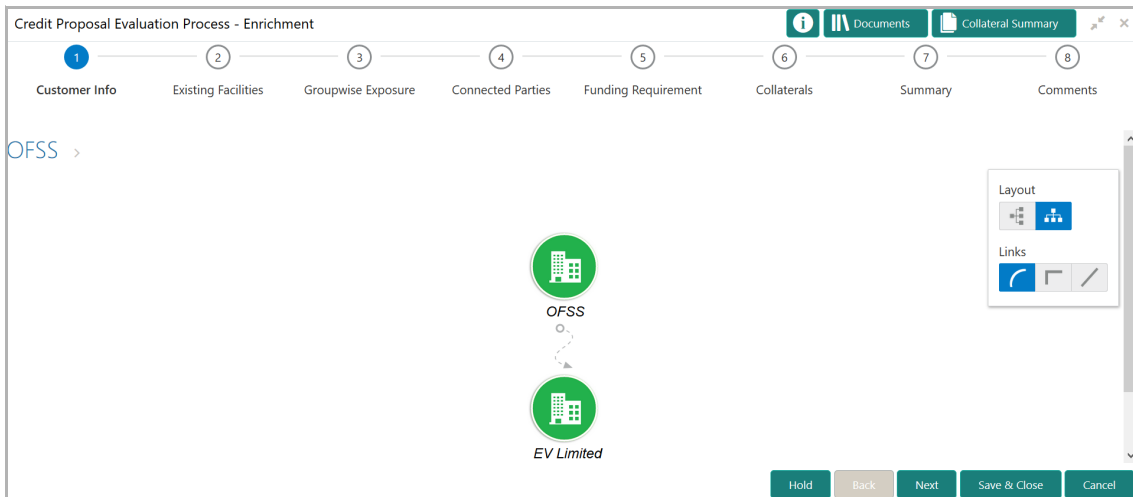 Credit Proposal Evaluation Process - Enrichment
Documents
Collateral Summary
1
2
3
4
5
6
7
8
Customer Info
Existing Facilities
Groupwise Exposure
Connected Parties
Funding Requirement
Collaterals
Summary
Comments
OFSS
Layout
Links
OFSS
EV Limited
Hold
Back
Next
Save & Close
Cancel